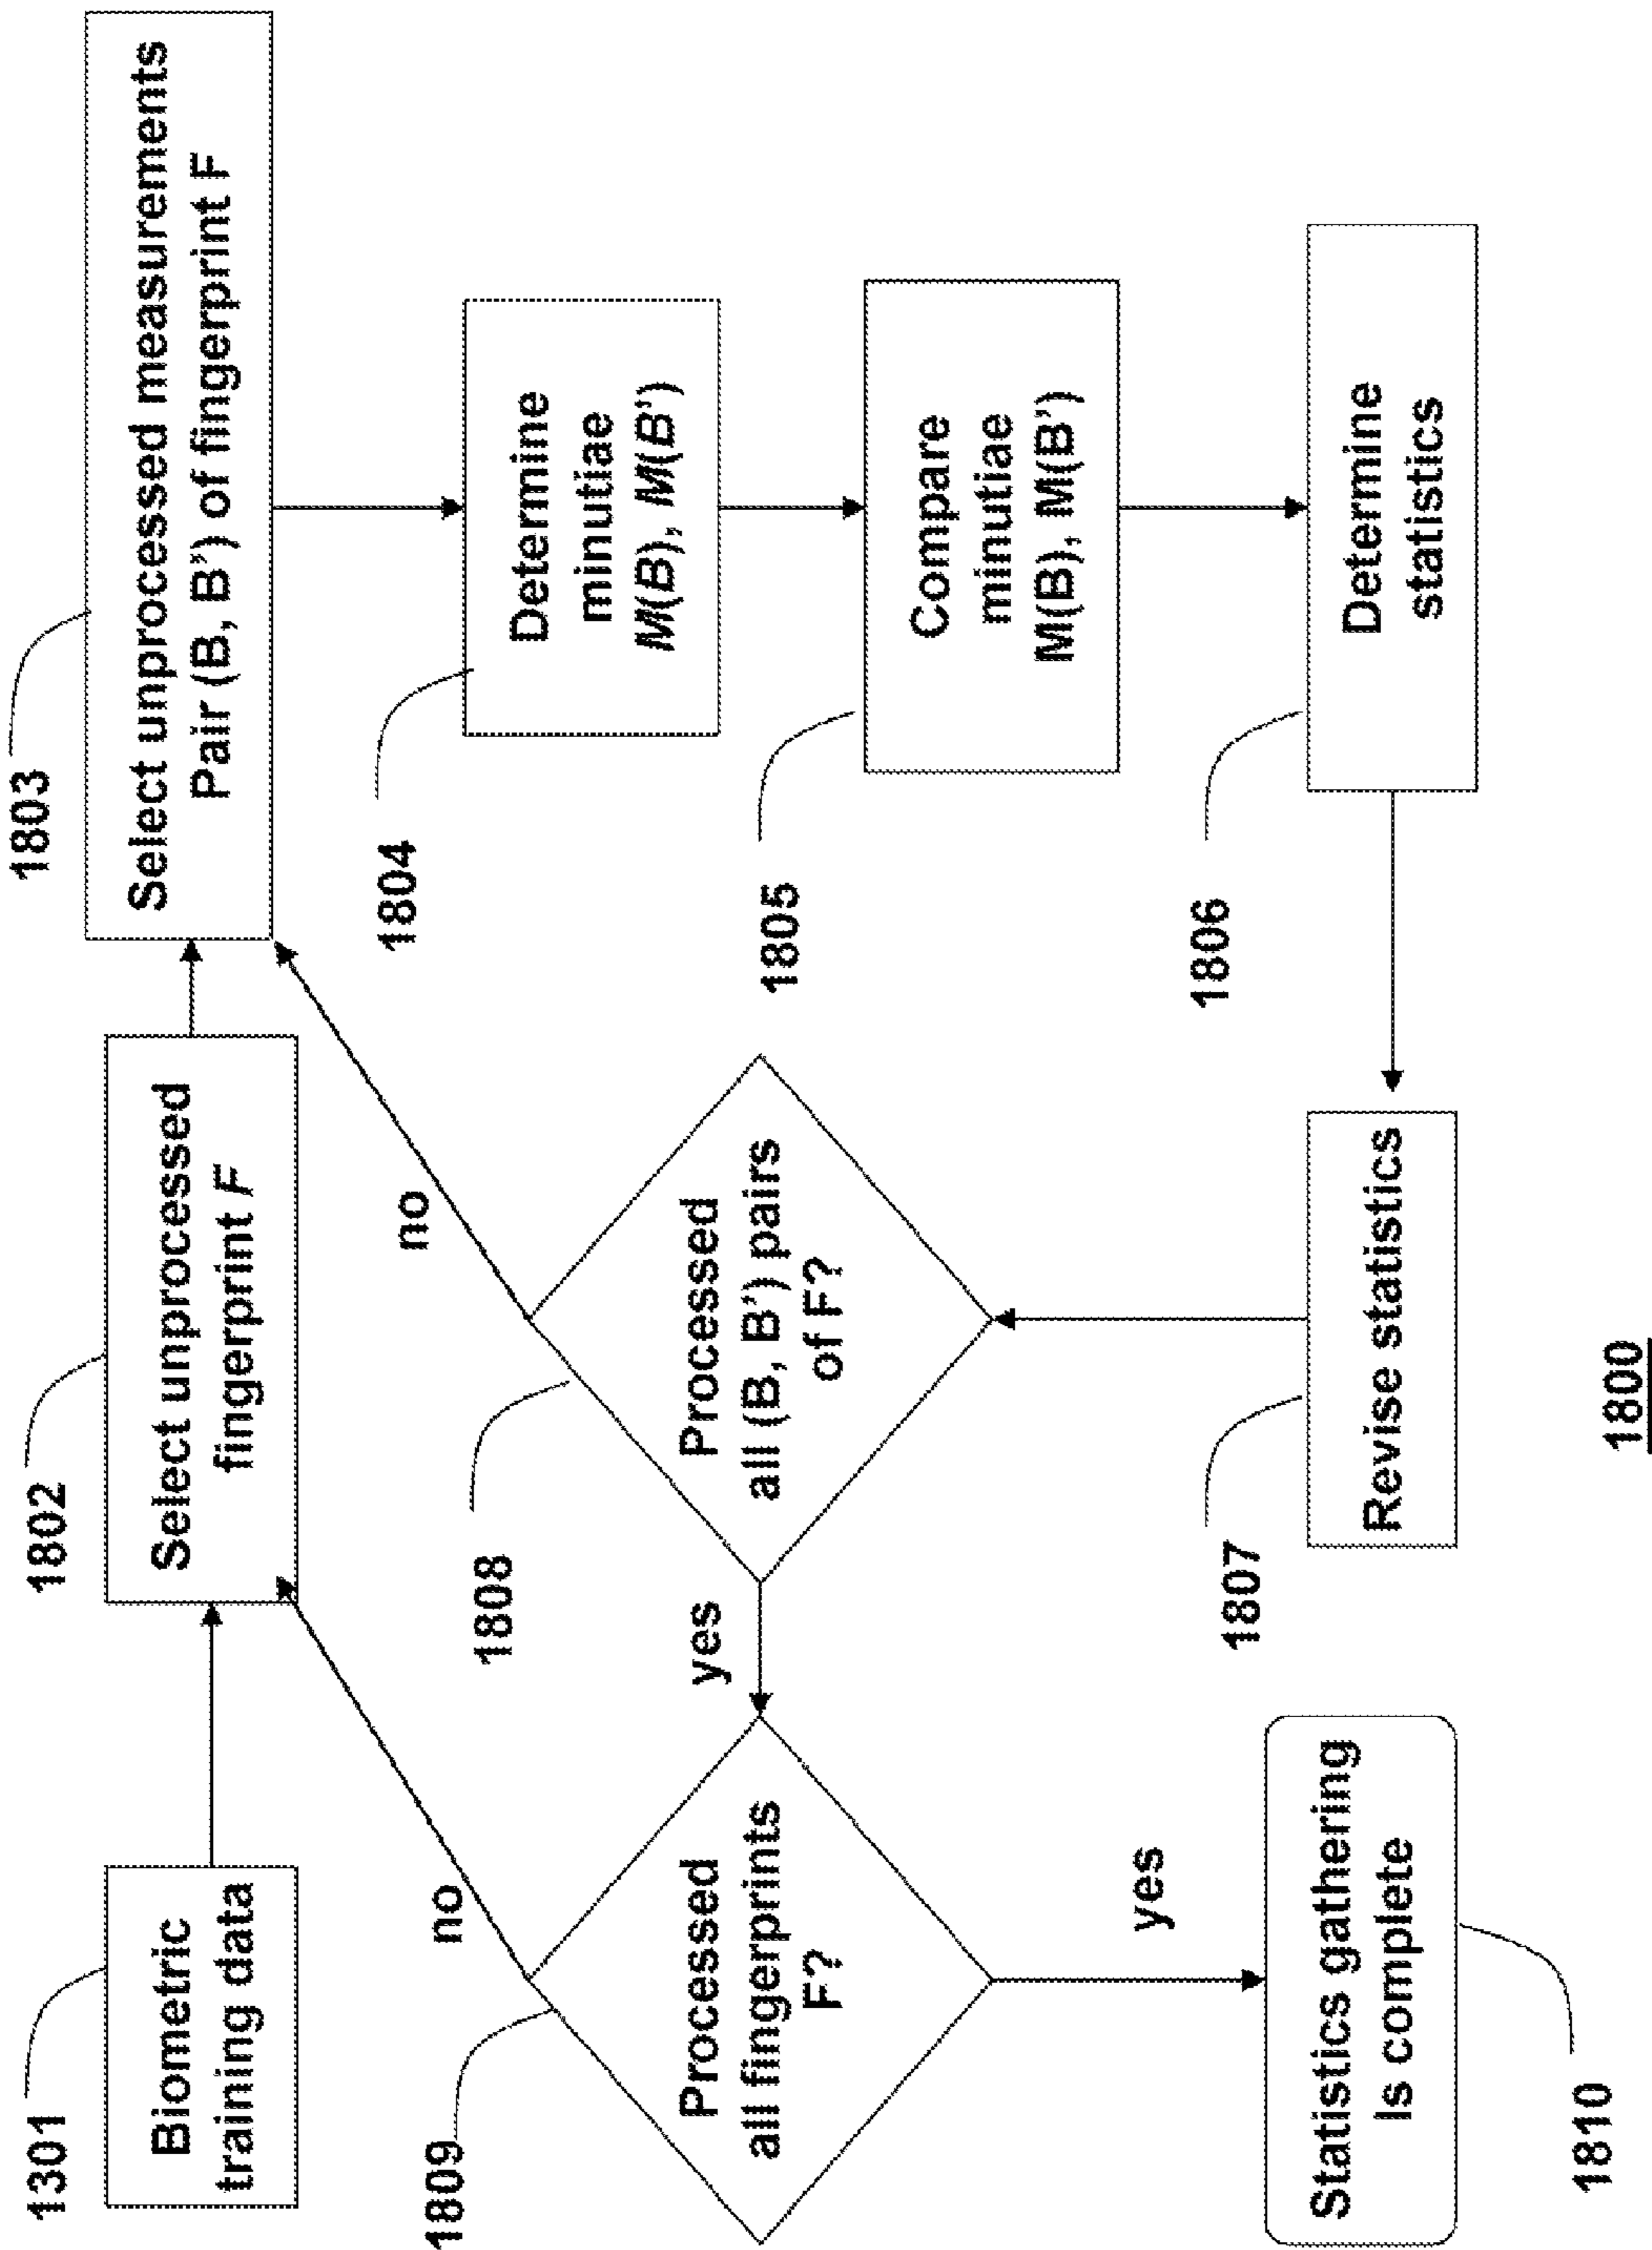 1301
Biometric
training data
1802
Select unprocessed
fingerprint F
1803
Select unprocessed measurements
Pair (B, B’) of fingerprint F
1804
Determine
minutiae
M(B), M(B’)
1805
Compare
minutiae
M(B), M(B’)
1806
Determine
statistics
1807
Revise statistics
1808
Processed
all (B, B’) pairs
of F?
no
yes
1809
Processed
all fingerprints
F?
no
yes
1810
Statistics gathering
Is complete
1800